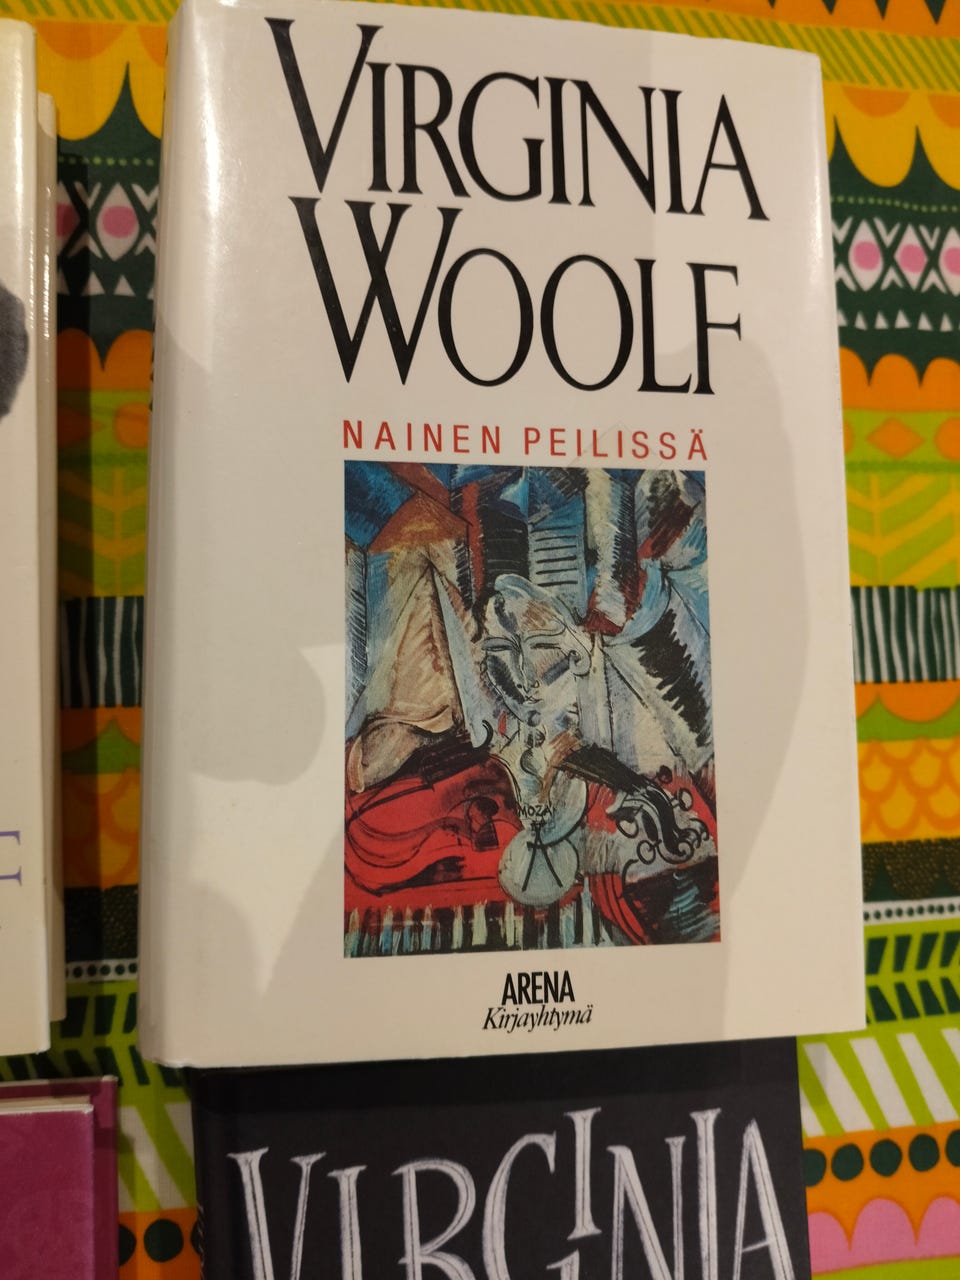 VIRGINIA
WOOLF
NAINEN PEILISSÄ
MOZA
ARENA
Kirjayhtymä
VIRGINIA